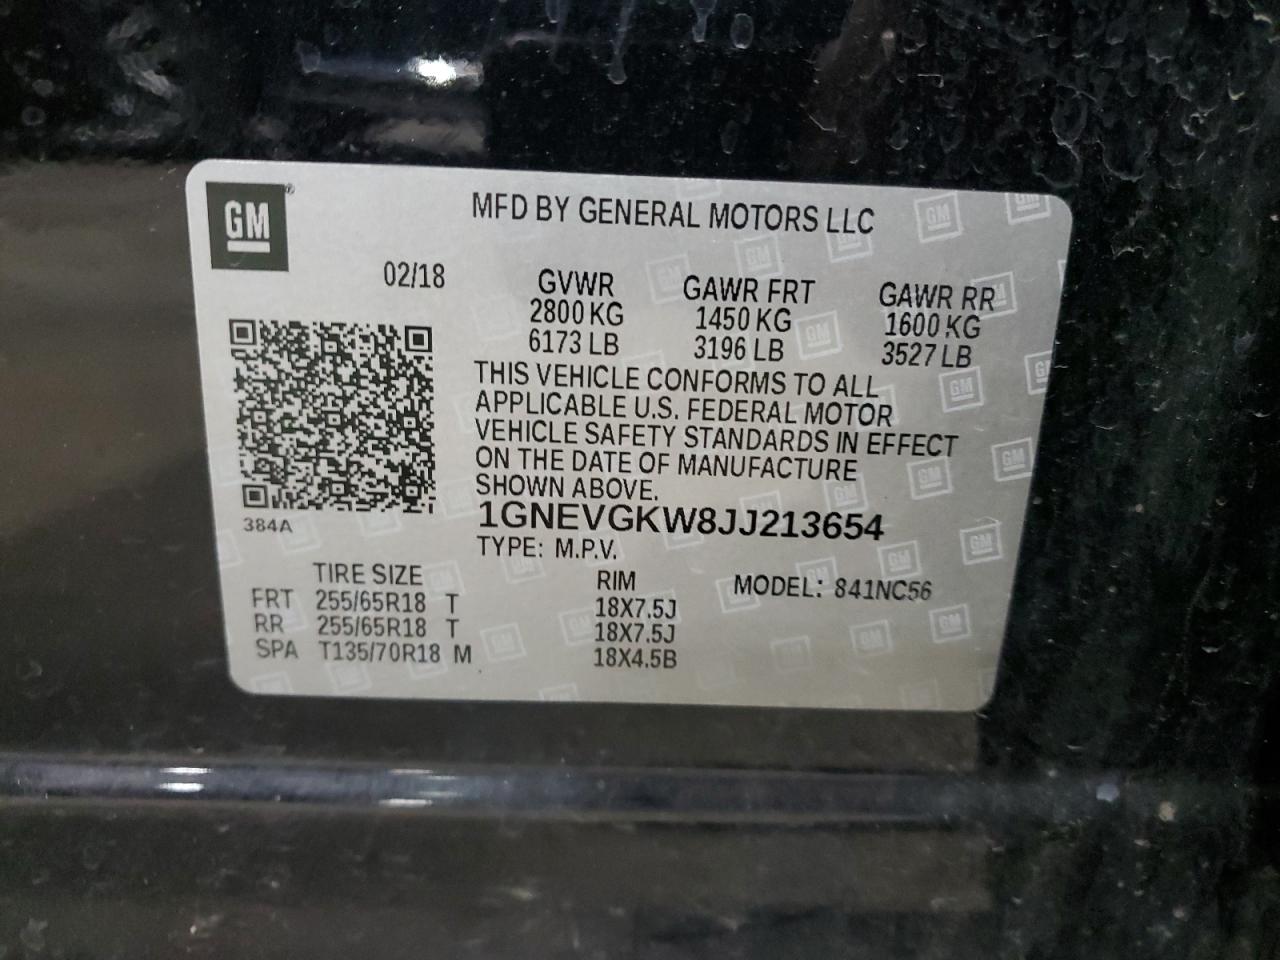 GM®
MFD BY GENERAL MOTORS LLC
02/18
GVWR GAWR FRT GAWR RR
2800 KG 1450 KG 1600 KG
6173 LB 3196 LB 3527 LB
THIS VEHICLE CONFORMS TO ALL
APPLICABLE U.S. FEDERAL MOTOR
VEHICLE SAFETY STANDARDS IN EFFECT
ON THE DATE OF MANUFACTURE
SHOWN ABOVE.
384A
1GNEVGKW8JJ213654
TYPE: M.P.V.
TIRE SIZE RIM MODEL: 841NC56
FRT 255/65R18 T 18X7.5J
RR 255/65R18 T 18X7.5J
SPA T135/70R18 M 18X4.5B